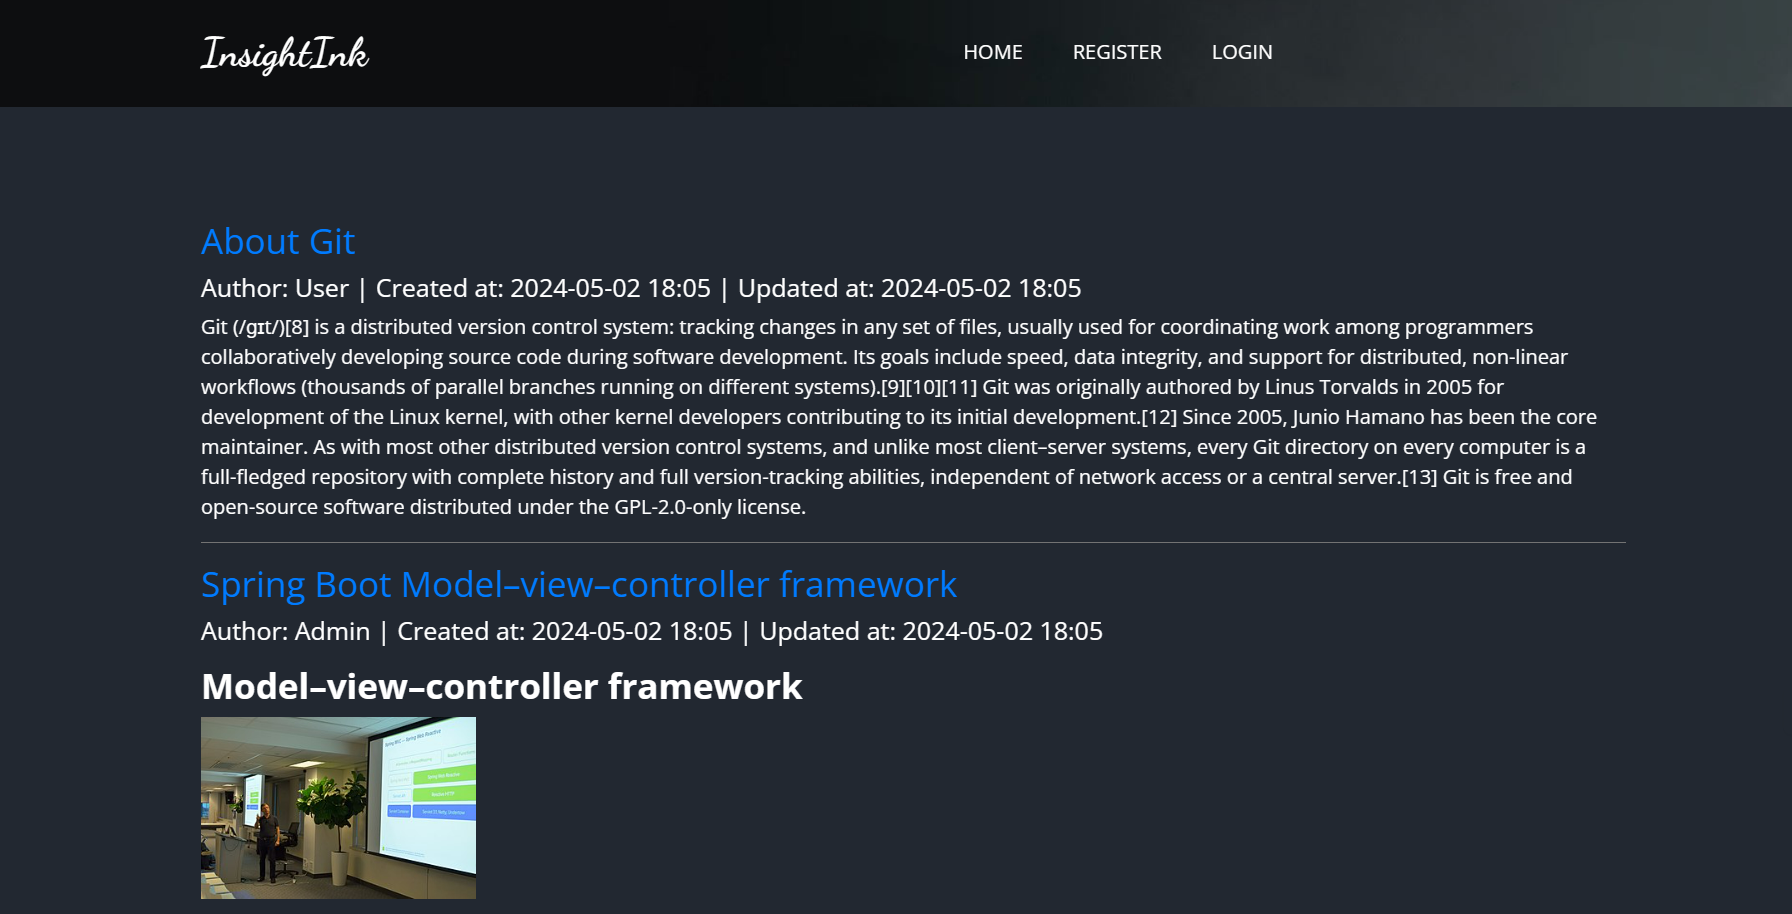 InsightInk
HOME REGISTER LOGIN
About Git
Author: User | Created at: 2024-05-02 18:05 | Updated at: 2024-05-02 18:05
Git (/ɡɪt/)[8] is a distributed version control system: tracking changes in any set of files, usually used for coordinating work among programmers
collaboratively developing source code during software development. Its goals include speed, data integrity, and support for distributed, non-linear
workflows (thousands of parallel branches running on different systems).[9][10][11] Git was originally authored by Linus Torvalds in 2005 for
development of the Linux kernel, with other kernel developers contributing to its initial development.[12] Since 2005, Junio Hamano has been the core
maintainer. As with most other distributed version control systems, and unlike most client–server systems, every Git directory on every computer is a
full-fledged repository with complete history and full version-tracking abilities, independent of network access or a central server.[13] Git is free and
open-source software distributed under the GPL-2.0-only license.
Spring Boot Model–view–controller framework
Author: Admin | Created at: 2024-05-02 18:05 | Updated at: 2024-05-02 18:05
Model–view–controller framework
Spring MVC — Spring Web Reactive
Spring Web Reactive
Reactive HTTP